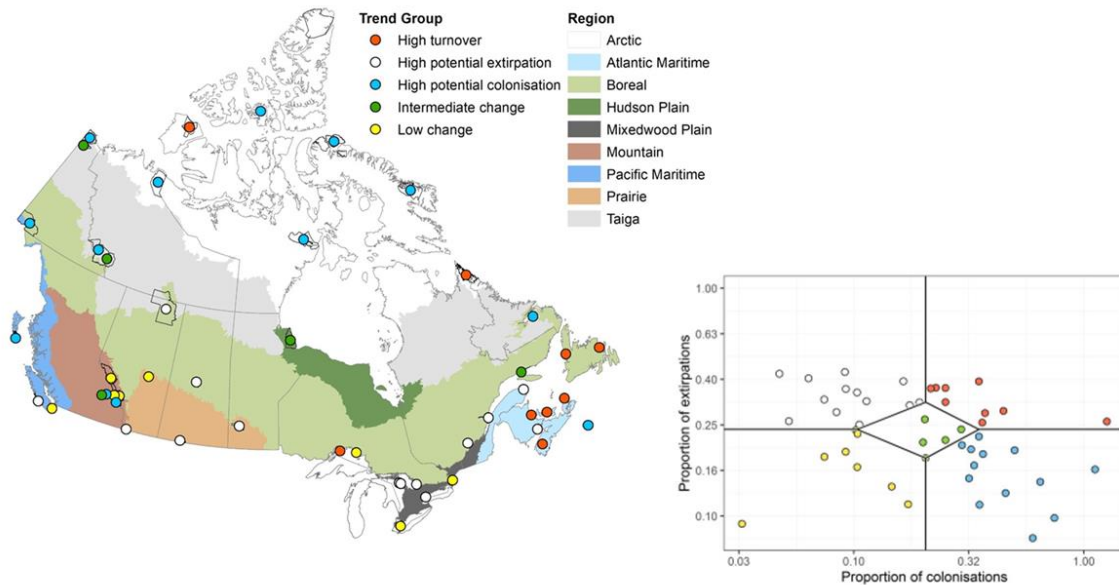 Trend Group
High turnover
High potential extirpation
High potential colonisation
Intermediate change
Low change
Region
Arctic
Atlantic Maritime
Boreal
Hudson Plain
Mixedwood Plain
Mountain
Pacific Maritime
Prairie
Taiga
Proportion of extirpations
1.00
0.63
0.40
0.25
0.16
0.10
0.03
0.10
0.32
1.00
Proportion of colonisations